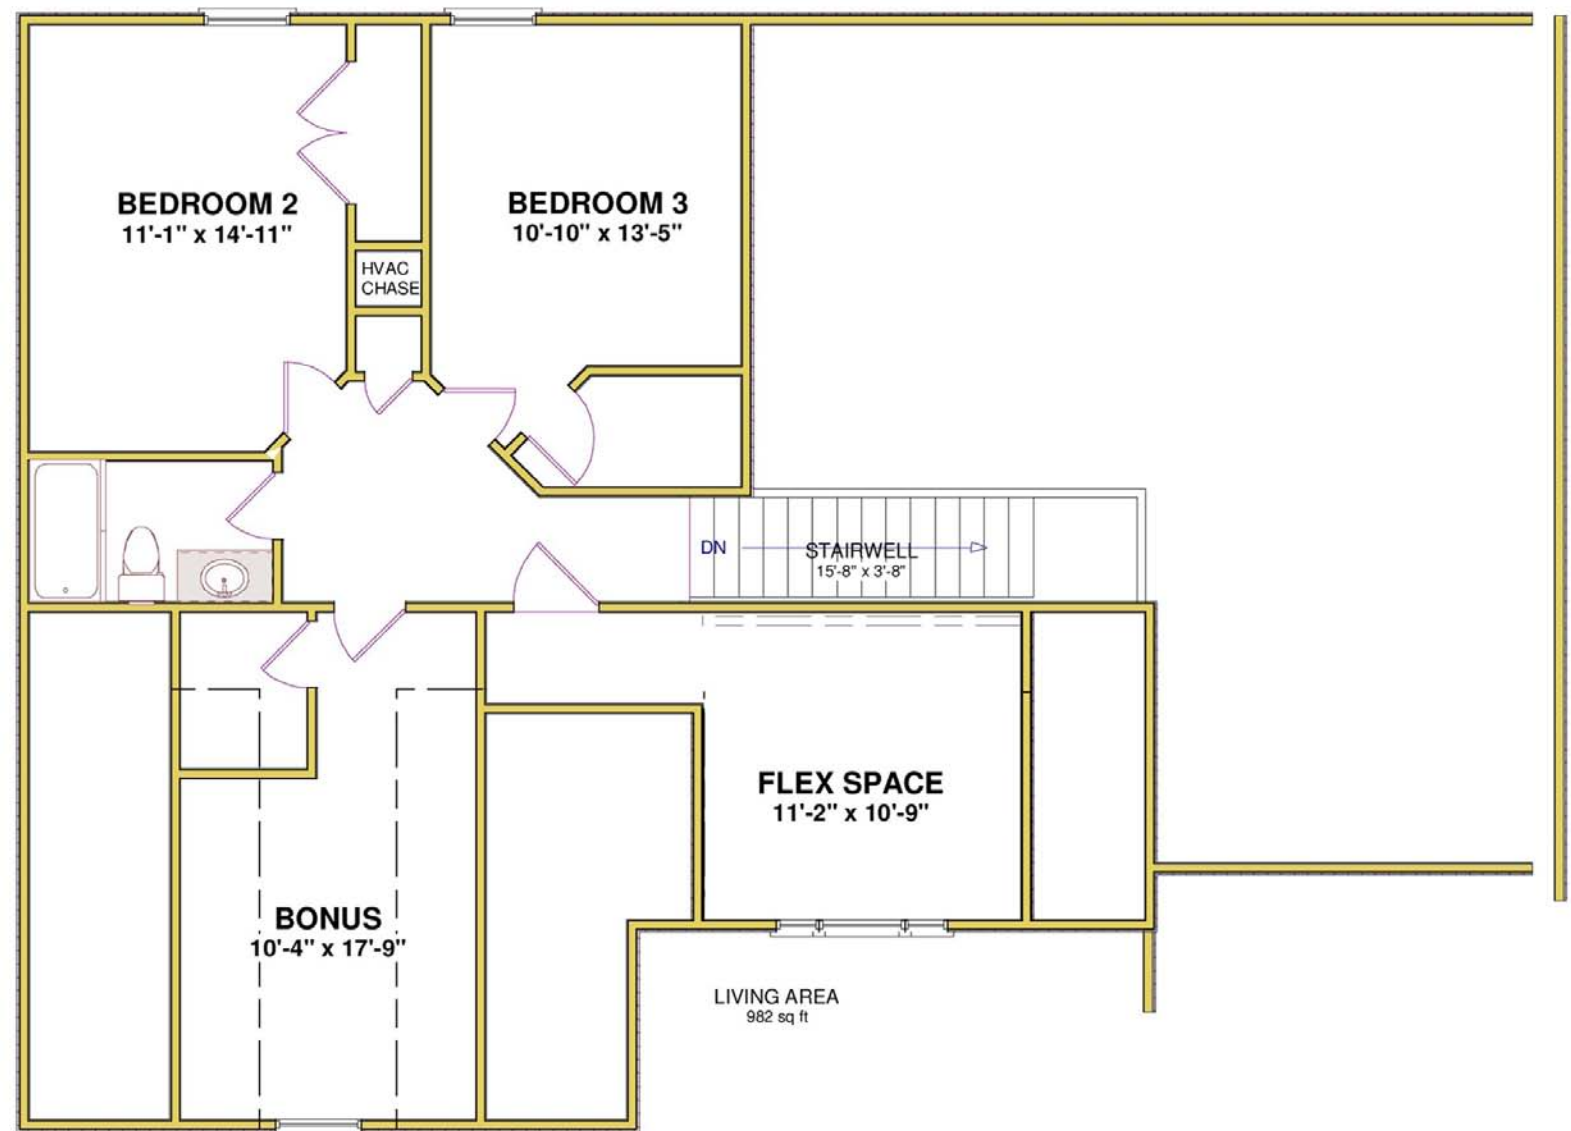 BEDROOM 2
11'-1" x 14'-11"
BEDROOM 3
10'-10" x 13'-5"
HVAC
CHASE
DN
STAIRWELL
15'-8" x 3'-8"
FLEX SPACE
11'-2" x 10'-9"
BONUS
10'-4" x 17'-9"
LIVING AREA
982 sq ft